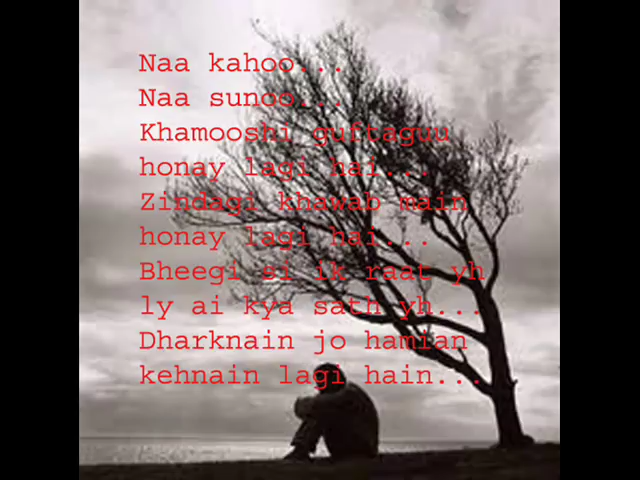 Naa kahoo...
Naa sunoo...
Khamooshi guftaguu
honay lagi hai...
Zindagi khawab main
honay lagi hai...
Bheegi si ik raat yh
ly ai kya sath yh...
Dharknain jo hamian
kehnain lagi hain...